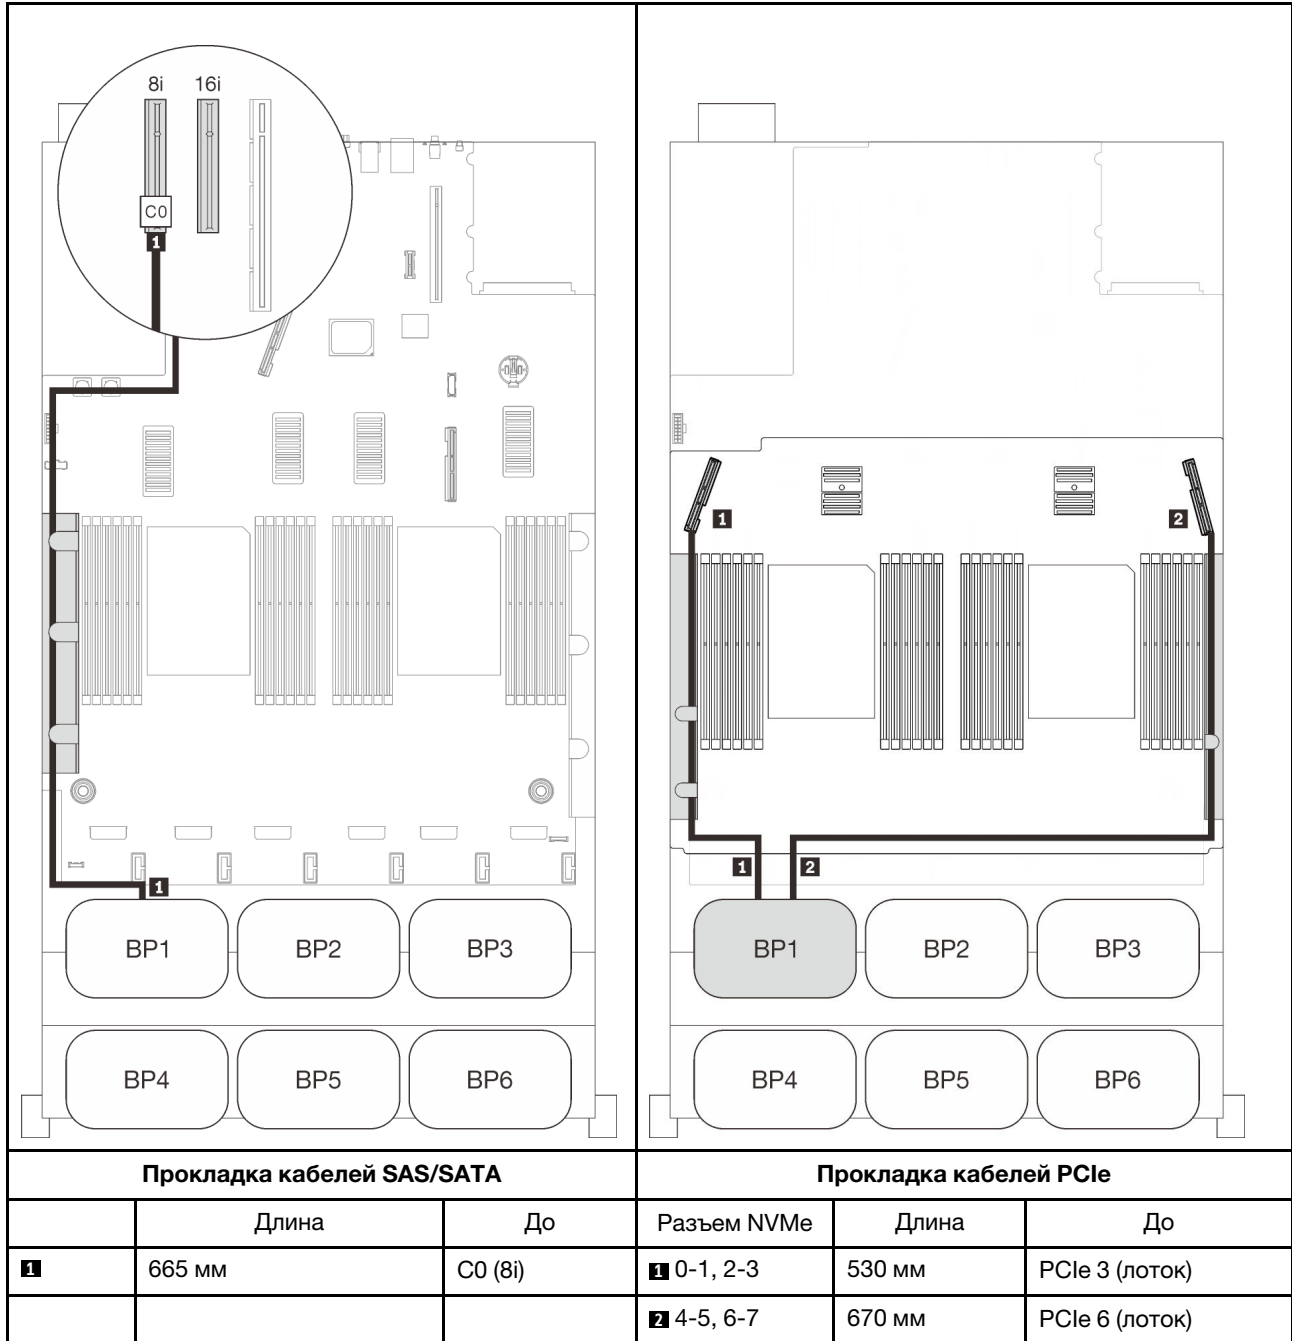 8i 16i
C0
1
1
BP1 BP2 BP3
BP4 BP5 BP6
1 2
1 2
BP1 BP2 BP3
BP4 BP5 BP6
Прокладка кабелей SAS/SATA Прокладка кабелей PCIe
Длина До Разъем NVMe Длина До
1 665 мм C0 (8i) 1 0-1, 2-3 530 мм PCIe 3 (лоток)
2 4-5, 6-7 670 мм PCIe 6 (лоток)